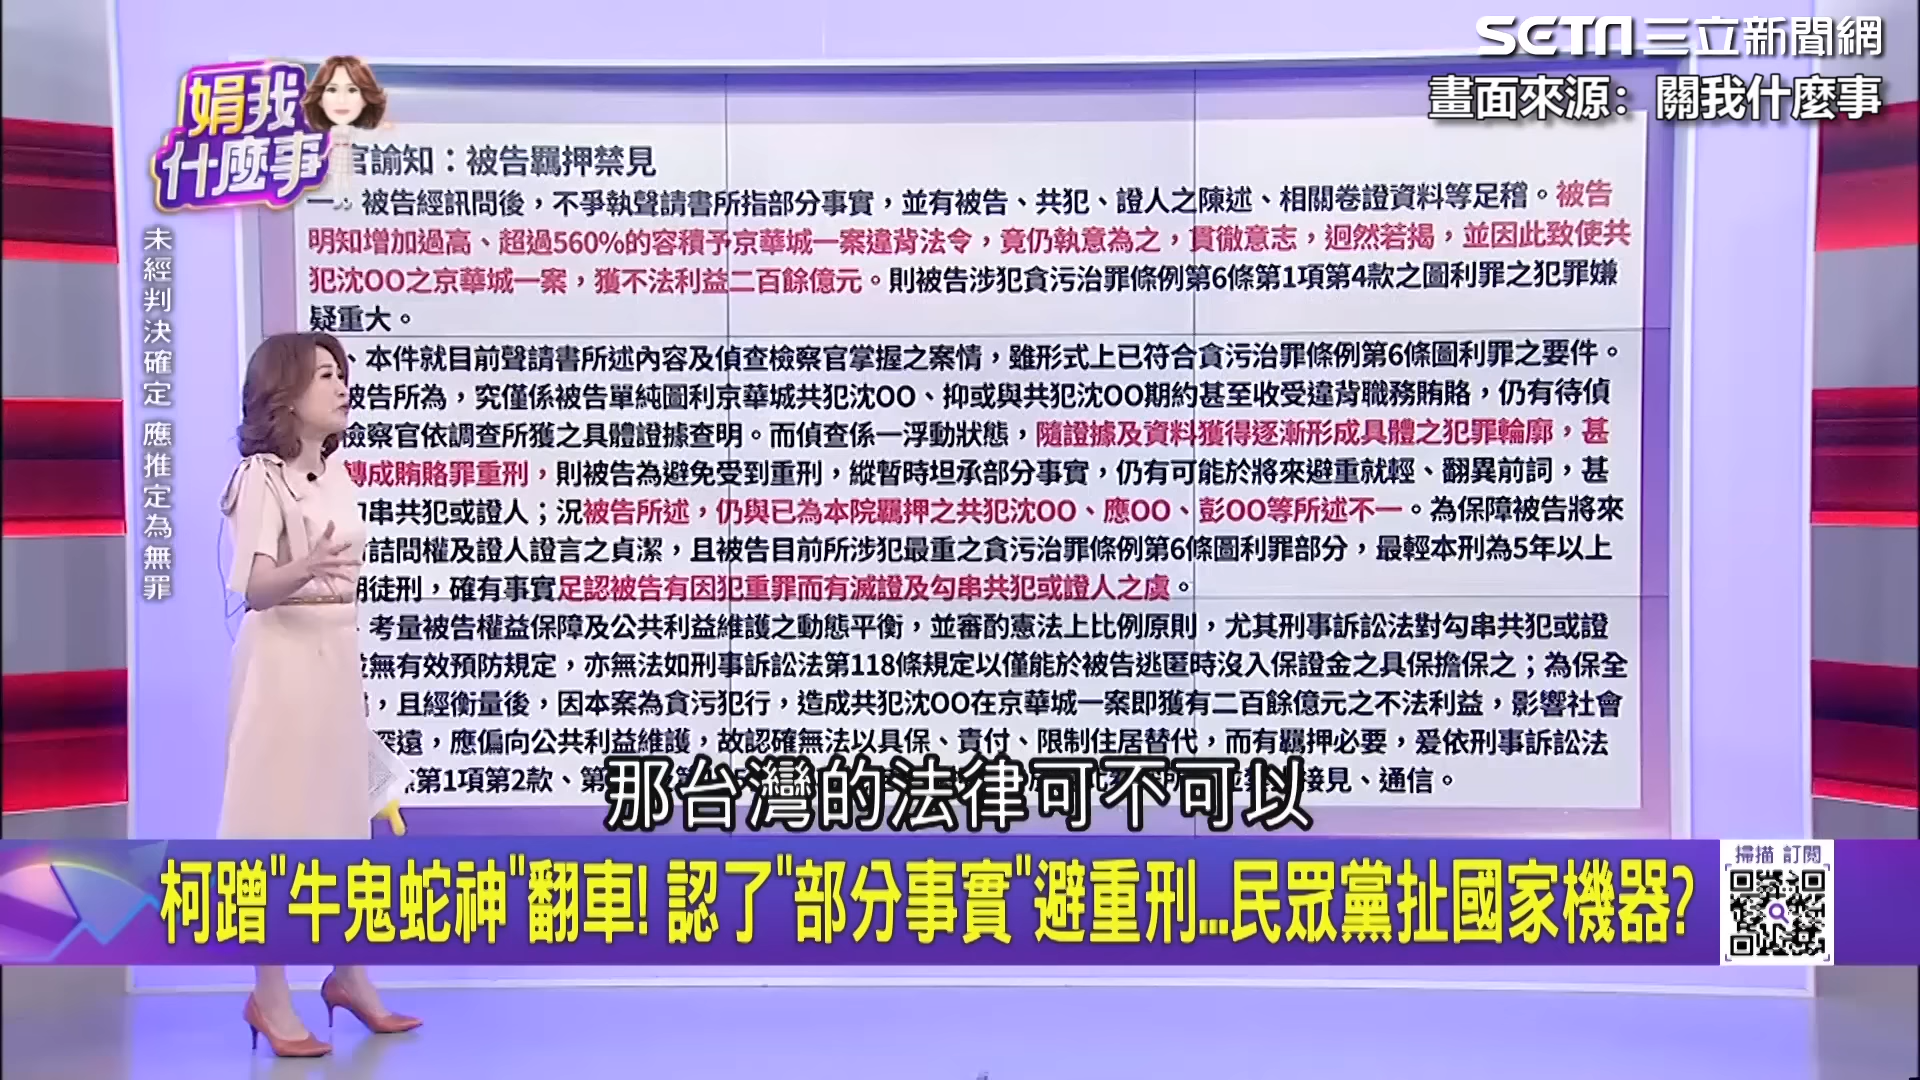 SETN三立新聞網
畫面來源：關我什麼事
娟我
什麼事
未經判決確定 應推定為無罪
官諭知：被告羈押禁見
一、被告經訊問後，不爭執聲請書所指部分事實，並有被告、共犯、證人之陳述、相關卷證資料等足稽。被告
明知增加過高、超過560%的容積予京華城一案違背法令，竟仍執意為之，貫徹意志，迥然若揭，並因此致使共
犯沈OO之京華城一案，獲不法利益二百餘億元。則被告涉犯貪污治罪條例第6條第1項第4款之圖利罪之犯罪嫌
疑重大。
、本件就目前聲請書所述內容及偵查檢察官掌握之案情，雖形式上已符合貪污治罪條例第6條圖利罪之要件。
被告所為，究僅係被告單純圖利京華城共犯沈OO、抑或與共犯沈OO期約甚至收受違背職務賄賂，仍有待偵
檢察官依調查所獲之具體證據查明。而偵查係一浮動狀態，隨證據及資料獲得逐漸形成具體之犯罪輪廓，甚
轉成賄賂罪重刑，則被告為避免受到重刑，縱暫時坦承部分事實，仍有可能於將來避重就輕、翻異前詞，甚
勾串共犯或證人；況被告所述，仍與已為本院羈押之共犯沈OO、應OO、彭OO等所述不一。為保障被告將來
詰問權及證人證言之貞潔，且被告目前所涉犯最重之貪污治罪條例第6條圖利罪部分，最輕本刑為5年以上
期徒刑，確有事實足認被告有因犯重罪而有滅證及勾串共犯或證人之虞。
、考量被告權益保障及公共利益維護之動態平衡，並審酌憲法上比例原則，尤其刑事訴訟法對勾串共犯或證
並無有效預防規定，亦無法如刑事訴訟法第118條規定以僅能於被告逃匿時沒入保證金之具保擔保之；為保全
，且經衡量後，因本案為貪污犯行，造成共犯沈OO在京華城一案即獲有二百餘億元之不法利益，影響社會
深遠，應偏向公共利益維護，故認確無法以具保、責付、限制住居替代，而有羈押必要，爰依刑事訴訟法
第1項第2款、第 接見、通信。
那台灣的法律可不可以
柯蹭"牛鬼蛇神"翻車! 認了"部分事實"避重刑...民眾黨扯國家機器?
掃描 訂閱